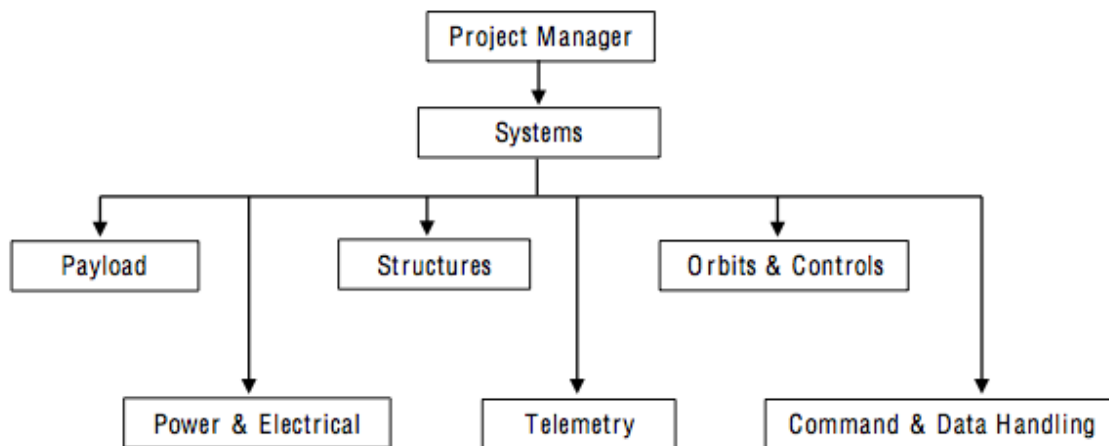 Project Manager
Systems
Payload
Structures
Orbits & Controls
Power & Electrical
Telemetry
Command & Data Handling